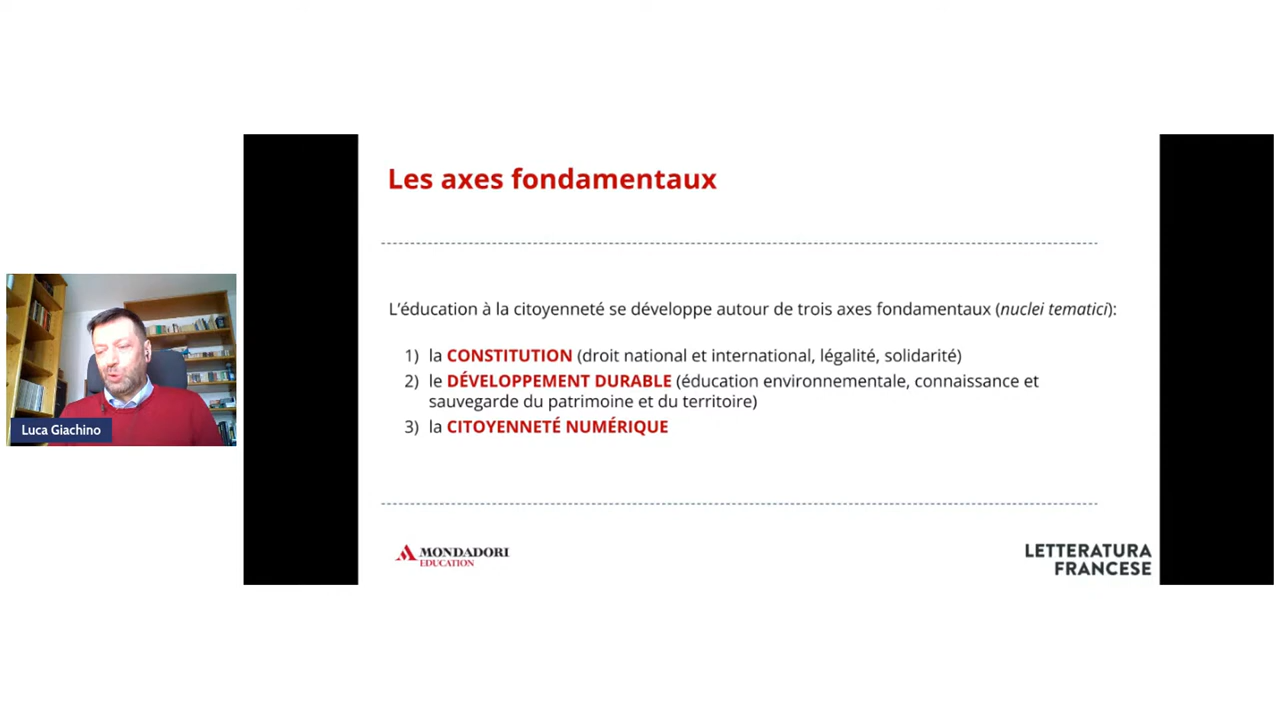 Les axes fondamentaux
L’éducation à la citoyenneté se développe autour de trois axes fondamentaux (nuclei tematici):
1) la CONSTITUTION (droit national et international, légalité, solidarité)
2) le DÉVELOPPEMENT DURABLE (éducation environnementale, connaissance et
sauvegarde du patrimoine et du territoire)
3) la CITOYENNETÉ NUMÉRIQUE
Luca Giachino
MONDADORI
EDUCATION
LETTERATURA
FRANCESE